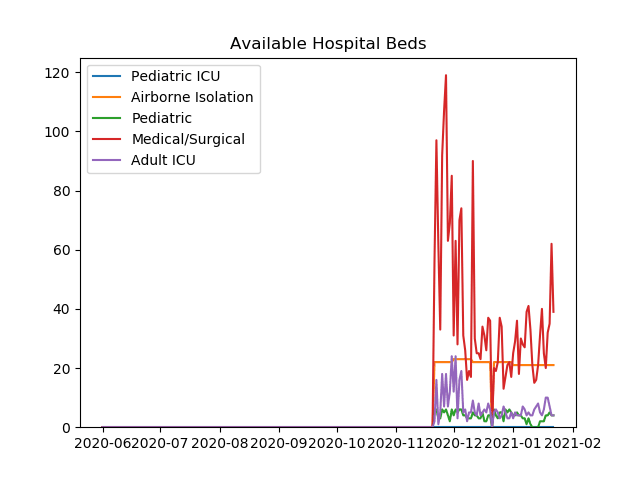 Available Hospital Beds
Pediatric ICU
Airborne Isolation
Pediatric
Medical/Surgical
Adult ICU
120
100
80
60
40
20
0
2020-06 2020-07 2020-08 2020-09 2020-10 2020-11 2020-12 2021-01 2021-02